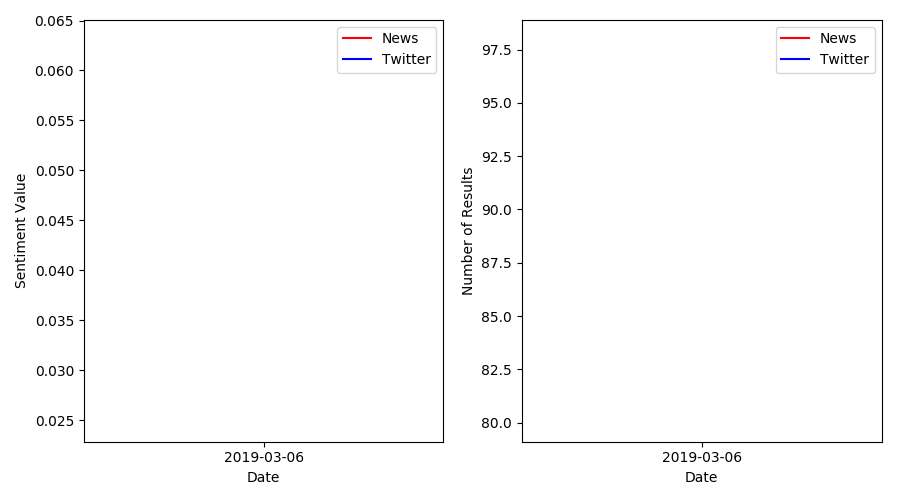 0.065
0.060
0.055
0.050
0.045
0.040
0.035
0.030
0.025
Sentiment Value
2019-03-06
Date
News
Twitter
97.5
95.0
92.5
90.0
87.5
85.0
82.5
80.0
Number of Results
2019-03-06
Date
News
Twitter